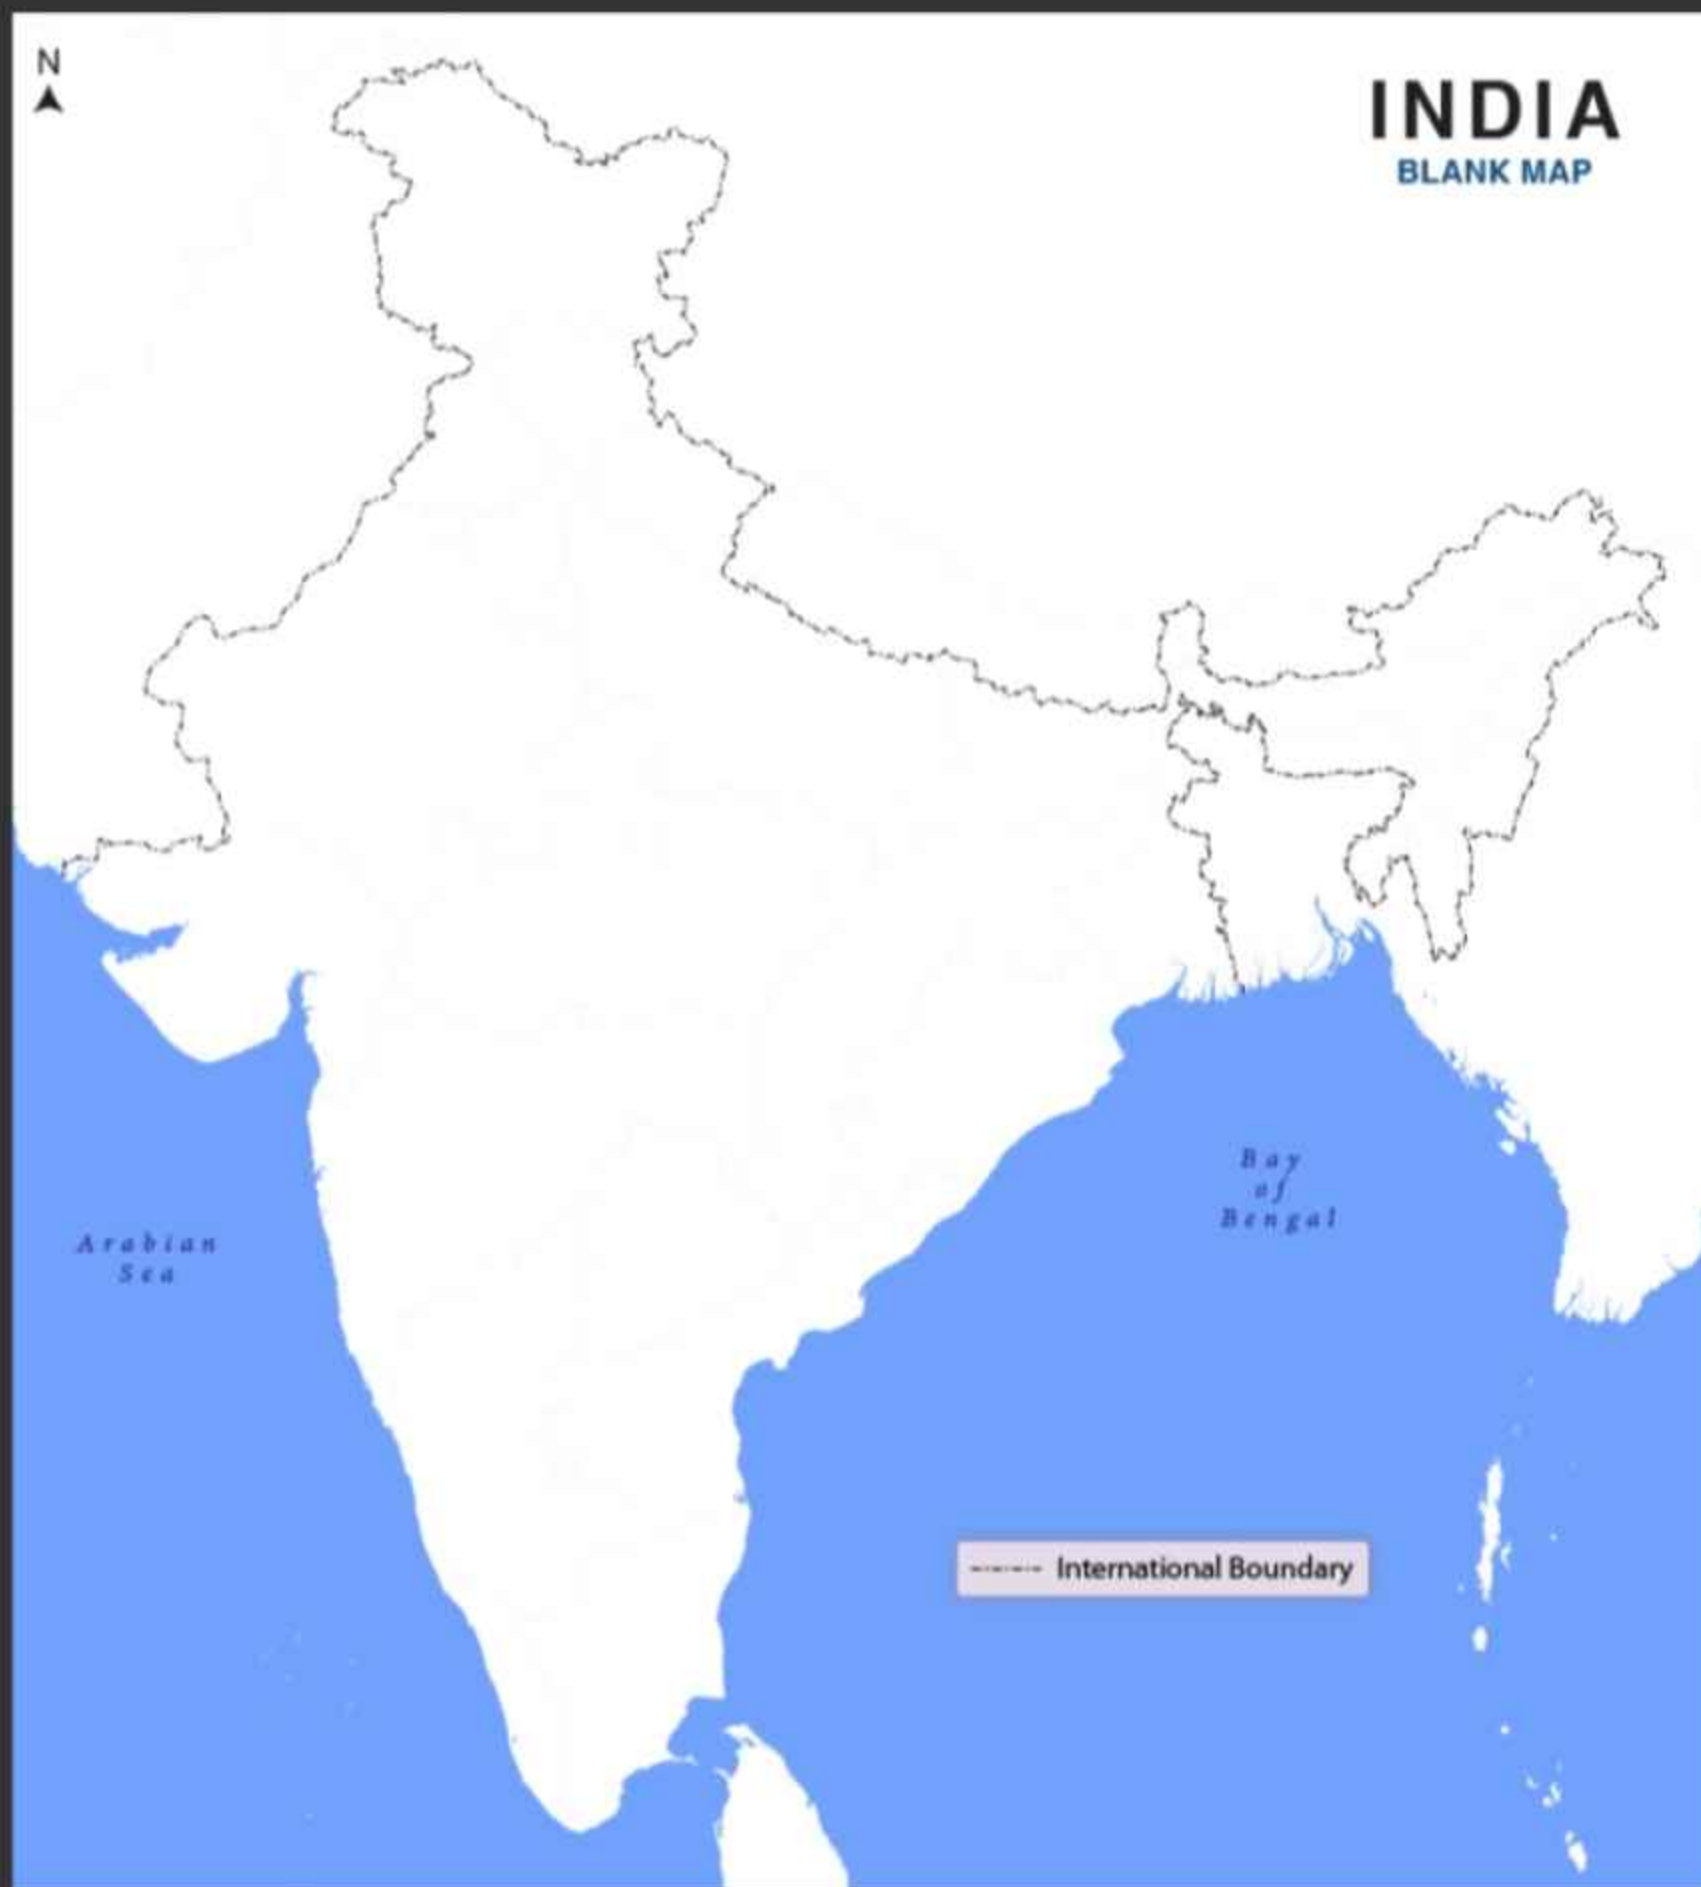 N
INDIA
BLANK MAP
Bay
of
Bengal
Arabian
Sea
International Boundary